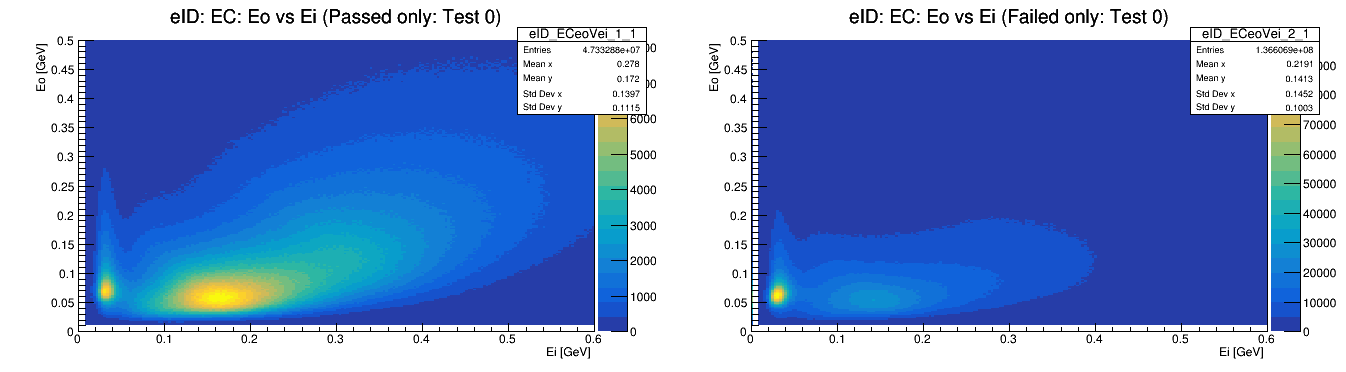 eID: EC: Eo vs Ei (Passed only: Test 0)
eID_ECeoVei_1_1
Entries 4.733288e+07
Mean x 0.278
Mean y 0.172
Std Dev x 0.1397
Std Dev y 0.1115
Eo [GeV]
0.5
0.45
0.4
0.35
0.3
0.25
0.2
0.15
0.1
0.05
0
0 0.1 0.2 0.3 0.4 0.5 0.6
Ei [GeV]
6000
5000
4000
3000
2000
1000
0
eID: EC: Eo vs Ei (Failed only: Test 0)
eID_ECeoVei_2_1
Entries 1.366069e+08
Mean x 0.2191
Mean y 0.1413
Std Dev x 0.1452
Std Dev y 0.1003
Eo [GeV]
0.5
0.45
0.4
0.35
0.3
0.25
0.2
0.15
0.1
0.05
0
0 0.1 0.2 0.3 0.4 0.5 0.6
Ei [GeV]
70000
60000
50000
40000
30000
20000
10000
0